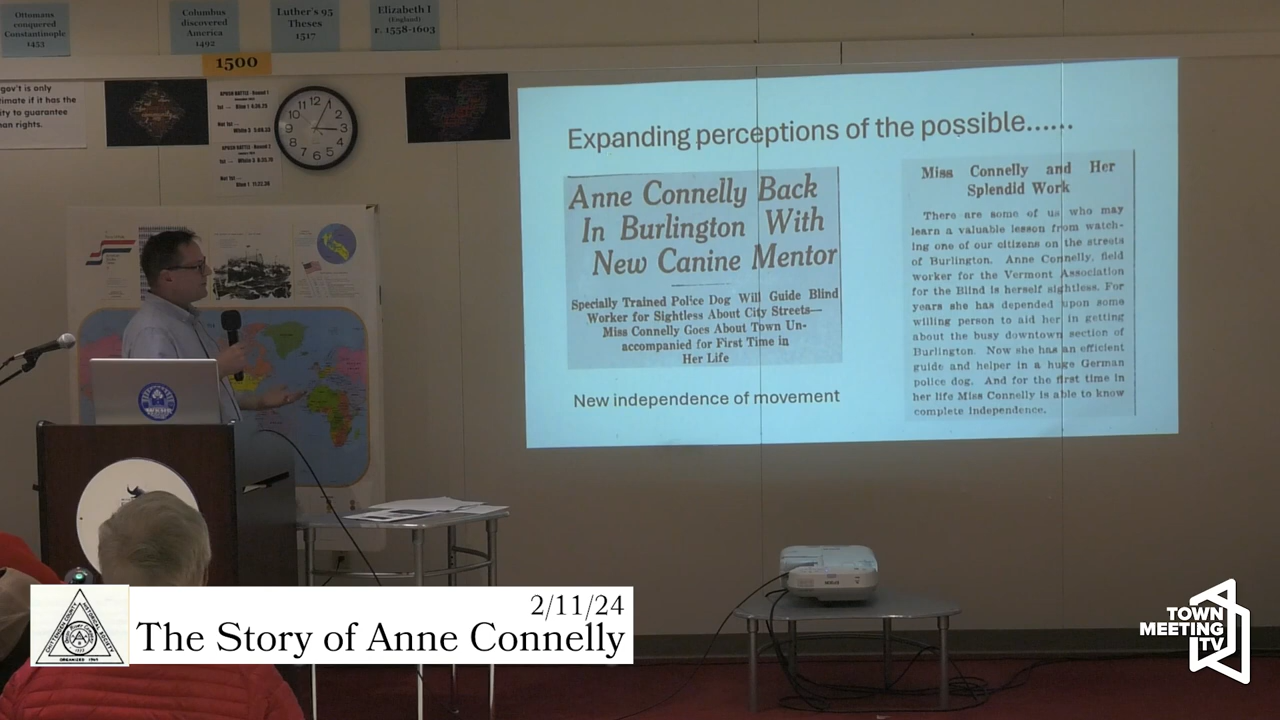 Ottomans
conquered
Constantinople
1453
Columbus
discovered
America
1492
Luther's 95
Theses
1517
Elizabeth I
(England)
r. 1558-1603
1500
gov't is only
timate if it has the
ity to guarantee
an rights.
Expanding perceptions of the possible......
Anne Connelly Back
In Burlington With
New Canine Mentor
Specially Trained Police Dog Will Guide Blind
Worker for Sightless About City Streets—
Miss Connelly Goes About Town Un-
accompanied for First Time in
Her Life
New independence of movement
Miss Connelly and Her
Splendid Work
There are some of us who may
learn a valuable lesson from watch-
ing one of our citizens on the streets
of Burlington. Anne Connelly, field
worker for the Vermont Association
for the Blind is herself sightless. For
years she has depended upon some
willing person to aid her in getting
about the busy downtown section of
Burlington. Now she has an efficient
guide and helper in a huge German
police dog. And for the first time in
her life Miss Connelly is able to know
complete independence.
2/11/24
The Story of Anne Connelly
TOWN
MEETING
TV